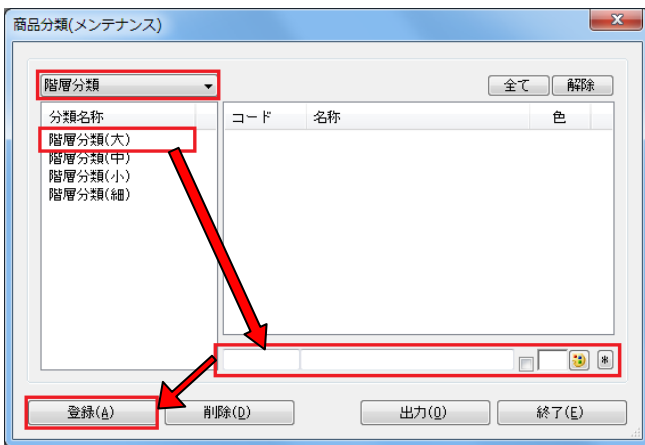 商品分類(メンテナンス)
階層分類
全て 解除
分類名称 コード 名称 色
階層分類(大)
階層分類(中)
階層分類(小)
階層分類(細)
*
登録(A) 削除(D) 出力(O) 終了(E)